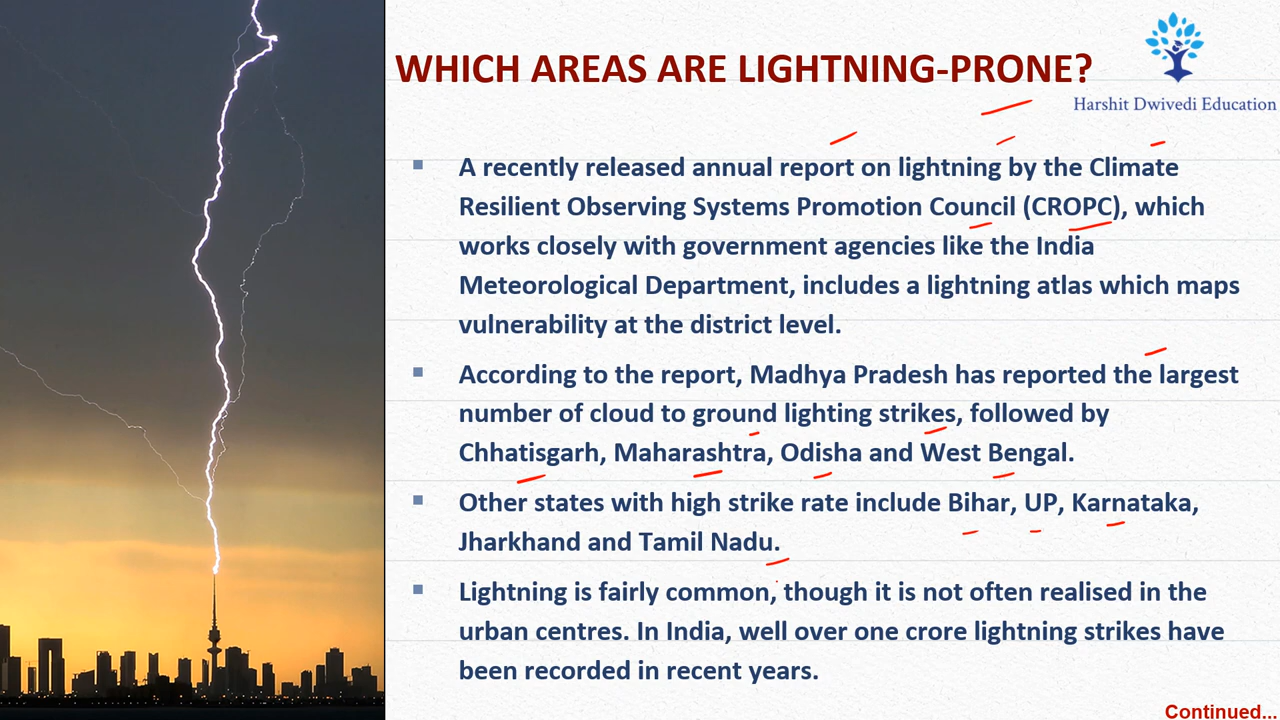 WHICH AREAS ARE LIGHTNING-PRONE?
Harshit Dwivedi Education
▪ A recently released annual report on lightning by the Climate
Resilient Observing Systems Promotion Council (CROPC), which
works closely with government agencies like the India
Meteorological Department, includes a lightning atlas which maps
vulnerability at the district level.
▪ According to the report, Madhya Pradesh has reported the largest
number of cloud to ground lighting strikes, followed by
Chhatisgarh, Maharashtra, Odisha and West Bengal.
▪ Other states with high strike rate include Bihar, UP, Karnataka,
Jharkhand and Tamil Nadu.
▪ Lightning is fairly common, though it is not often realised in the
urban centres. In India, well over one crore lightning strikes have
been recorded in recent years.
Continued...